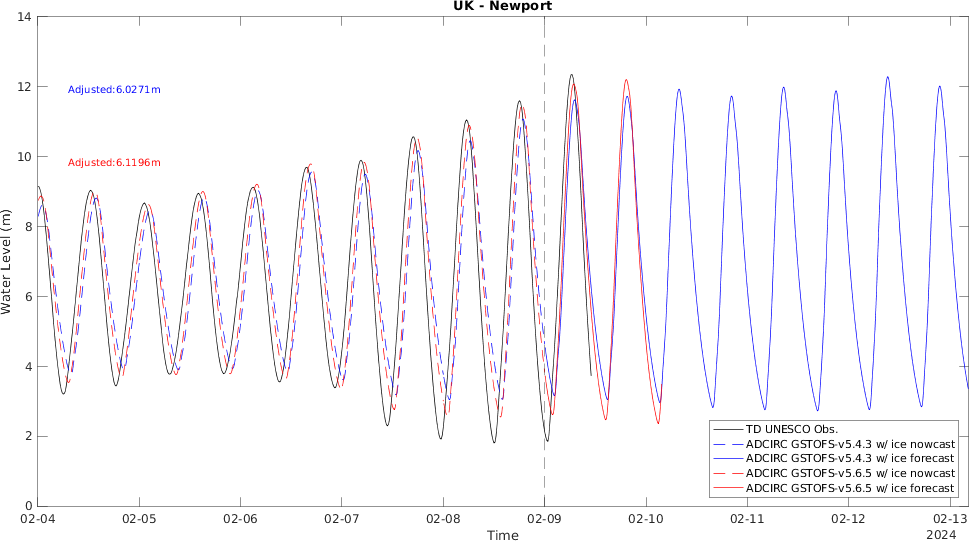 UK - Newport
14
12
10
8
6
4
2
0
Water Level (m)
Adjusted:6.0271m
Adjusted:6.1196m
TD UNESCO Obs.
ADCIRC GSTOFS-v5.4.3 w/ ice nowcast
ADCIRC GSTOFS-v5.4.3 w/ ice forecast
ADCIRC GSTOFS-v5.6.5 w/ ice nowcast
ADCIRC GSTOFS-v5.6.5 w/ ice forecast
02-04 02-05 02-06 02-07 02-08 02-09 02-10 02-11 02-12 02-13
Time 2024